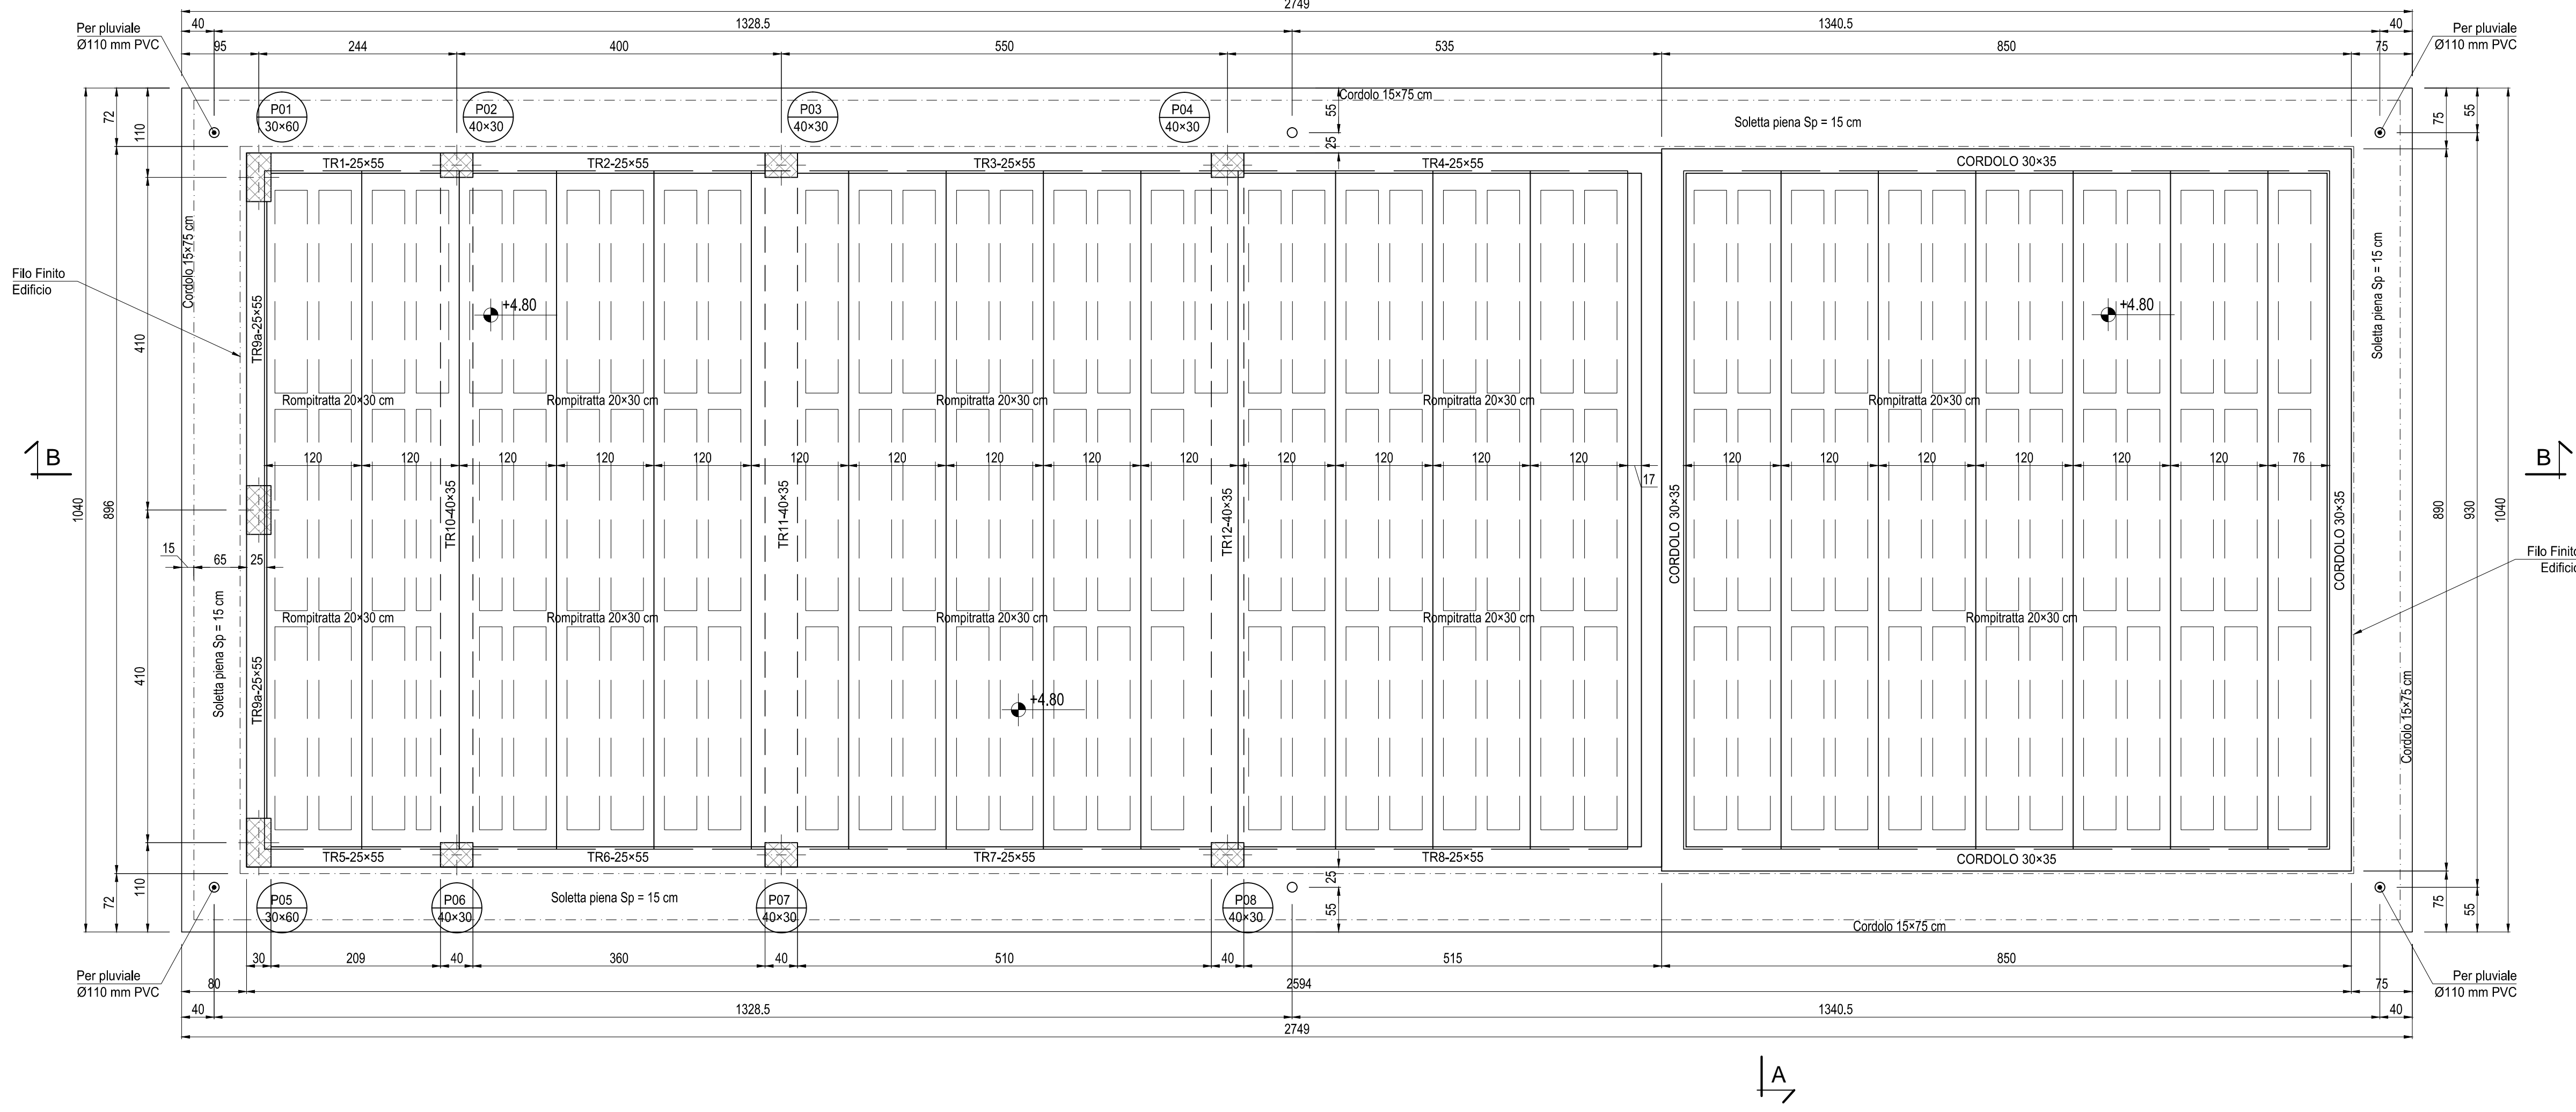 2749
40
1328.5
1340.5
40
Per pluviale
Ø110 mm PVC
Per pluviale
Ø110 mm PVC
95
244
400
550
535
850
75
P01
30×60
P02
40×30
P03
40×30
P04
40×30
Cordolo 15×75 cm
Soletta piena Sp = 15 cm
72
110
55
25
75
55
TR1-25×55
TR2-25×55
TR3-25×55
TR4-25×55
CORDOLO 30×35
Cordolo 15×75 cm
Filo Finito
Edificio
TR9a-25×55
+4.80
+4.80
Soletta piena Sp = 15 cm
410
Rompitratta 20×30 cm
Rompitratta 20×30 cm
Rompitratta 20×30 cm
Rompitratta 20×30 cm
Rompitratta 20×30 cm
B
B
120
120
120
120
120
120
120
120
120
120
120
120
120
120
17
120
120
120
120
120
120
76
1040
896
TR10-40×35
TR11-40×35
TR12-40×35
CORDOLO 30×35
CORDOLO 30×35
890
930
1040
15
65
25
Filo Finito
Edificio
410
Soletta piena Sp = 15 cm
TR9a-25×55
Rompitratta 20×30 cm
Rompitratta 20×30 cm
Rompitratta 20×30 cm
Rompitratta 20×30 cm
Rompitratta 20×30 cm
+4.80
Cordolo 15×75 cm
TR5-25×55
TR6-25×55
TR7-25×55
TR8-25×55
CORDOLO 30×35
72
110
25
55
75
55
P05
30×60
P06
40×30
P07
40×30
P08
40×30
Soletta piena Sp = 15 cm
Cordolo 15×75 cm
30
209
40
360
40
510
40
515
850
Per pluviale
Ø110 mm PVC
Per pluviale
Ø110 mm PVC
80
2594
75
40
1328.5
1340.5
40
2749
A